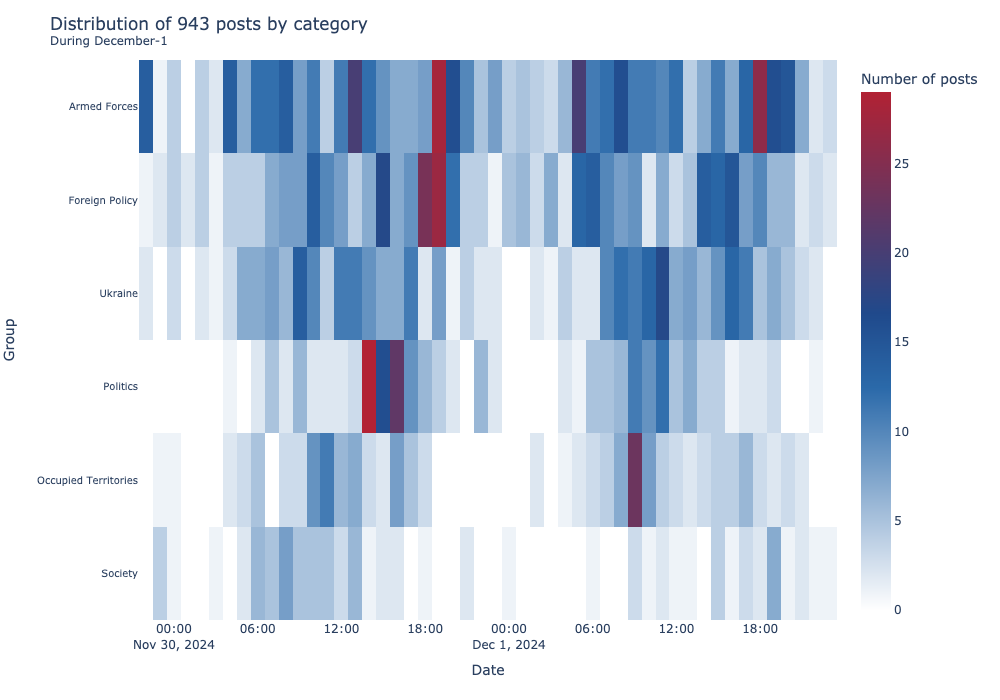 Distribution of 943 posts by category
During December-1
Number of posts
Armed Forces
Foreign Policy
Ukraine
Politics
Occupied Territories
Society
Group
25
20
15
10
5
0
00:00
Nov 30, 2024
06:00
12:00
18:00
00:00
Dec 1, 2024
06:00
12:00
18:00
Date